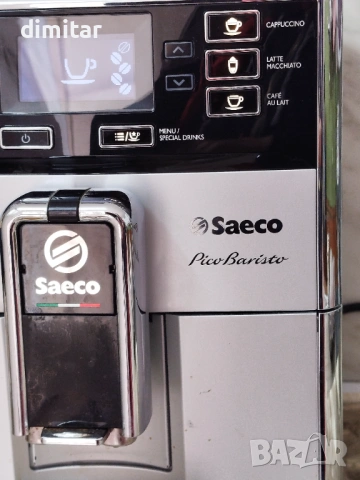 dimitar
CAPPUCCINO
LATTE
MACCHIATO
CAFÉ
AU LAIT
MENU /
SPECIAL DRINKS
Saeco
PicoBaristo
Saeco
BAZAR